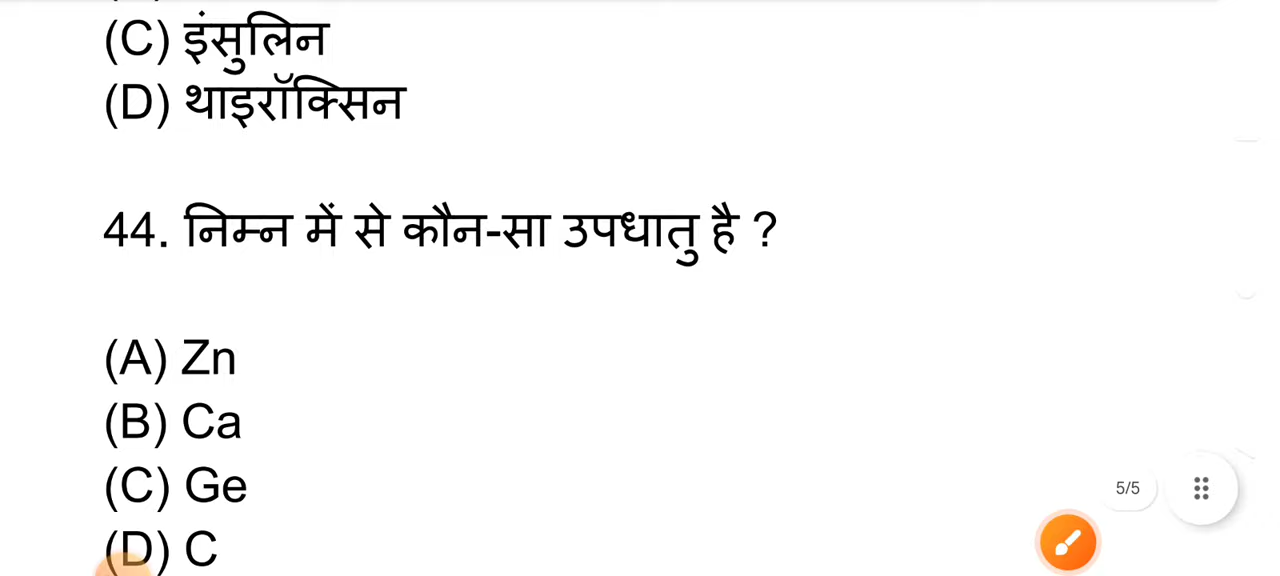 (C) इंसुलिन
(D) थाइरॉक्सिन
44. निम्न में से कौन-सा उपधातु है ?
(A) Zn
(B) Ca
(C) Ge
5/5
(D) C